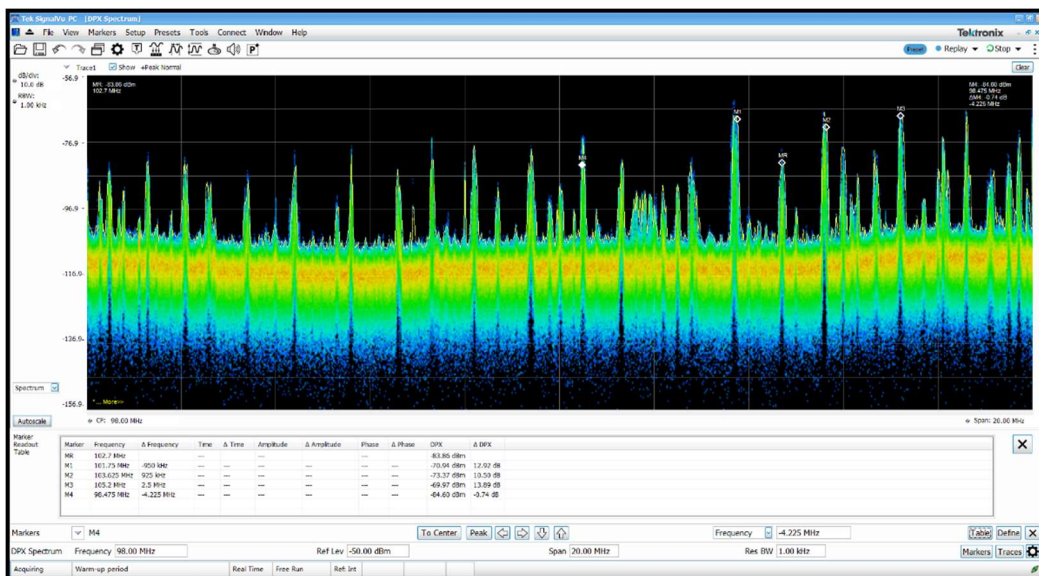 Tek SignalVu PC [DPX Spectrum]
File View Markers Setup Presets Tools Connect Window Help
Tektronix
Preset Replay Stop
Trace1 Show +Peak Normal
Clear
dB/div:
10.0 dB
RBW:
1.00 kHz
-56.9
-76.9
-96.9
-116.9
-136.9
-156.9
MR: -83.86 dBm
102.7 MHz
M4: -84.60 dBm
98.475 MHz
ΔM4: -0.74 dB
-4.225 MHz
M4
M1
MR
M2
M3
Spectrum
* ... More>>
Autoscale
CF: 98.00 MHz
Span: 20.00 MHz
Marker
Readout
Table
Marker Frequency Δ Frequency Time Δ Time Amplitude Δ Amplitude Phase Δ Phase DPX Δ DPX
MR 102.7 MHz --- --- --- -83.86 dBm
M1 101.75 MHz -950 kHz --- --- --- --- --- --- -70.94 dBm 12.92 dB
M2 103.625 MHz 925 kHz --- --- --- --- --- --- -73.37 dBm 10.50 dB
M3 105.2 MHz 2.5 MHz --- --- --- --- --- --- -69.97 dBm 13.89 dB
M4 98.475 MHz -4.225 MHz --- --- --- --- --- --- -84.60 dBm -0.74 dB
Markers M4 To Center Peak Frequency -4.225 MHz Table Define
DPX Spectrum Frequency 98.00 MHz Ref Lev -50.00 dBm Span 20.00 MHz Res BW 1.00 kHz Markers Traces
Acquiring Warm-up period Real Time Free Run Ref: Int